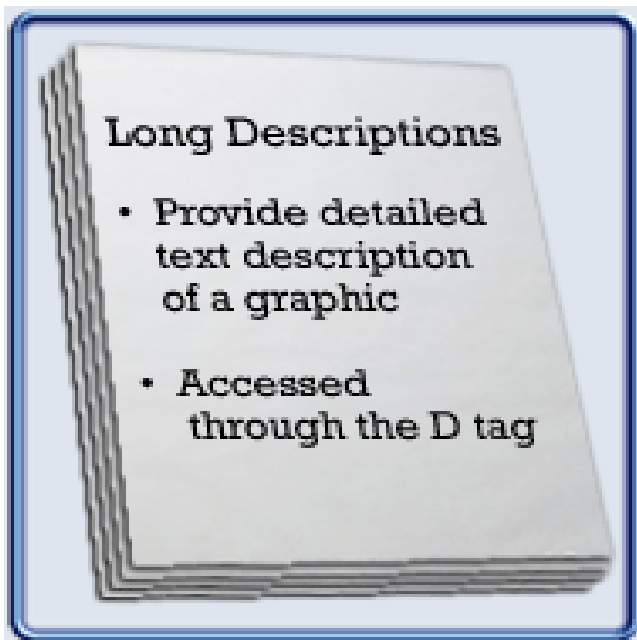 Long Descriptions
• Provide detailed
text description
of a graphic
• Accessed
through the D tag